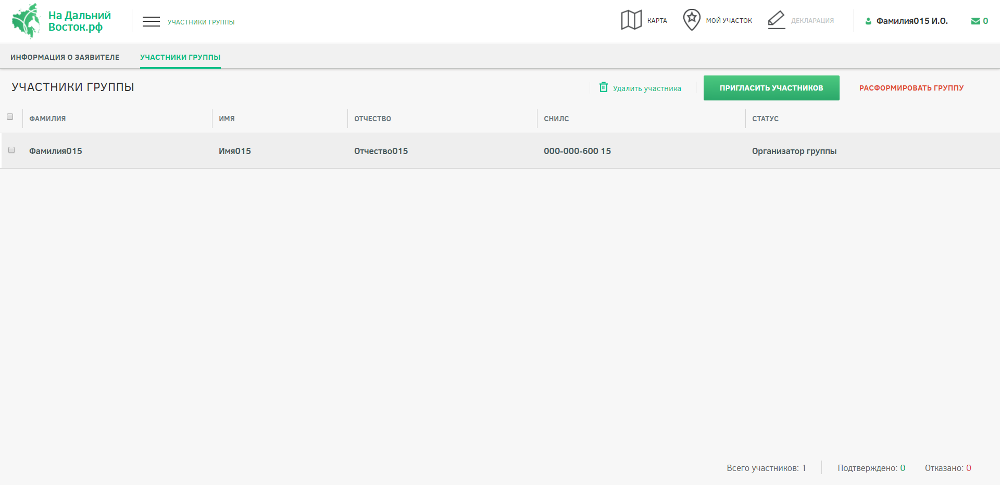 На Дальний
Восток.рф
УЧАСТНИКИ ГРУППЫ
КАРТА
МОЙ УЧАСТОК
ДЕКЛАРАЦИЯ
Фамилия015 И.О.
0
ИНФОРМАЦИЯ О ЗАЯВИТЕЛЕ
УЧАСТНИКИ ГРУППЫ
УЧАСТНИКИ ГРУППЫ
Удалить участника
ПРИГЛАСИТЬ УЧАСТНИКОВ
РАСФОРМИРОВАТЬ ГРУППУ
ФАМИЛИЯ
ИМЯ
ОТЧЕСТВО
СНИЛС
СТАТУС
Фамилия015
Имя015
Отчество015
000-000-600 15
Организатор группы
Всего участников: 1
Подтверждено: 0
Отказано: 0